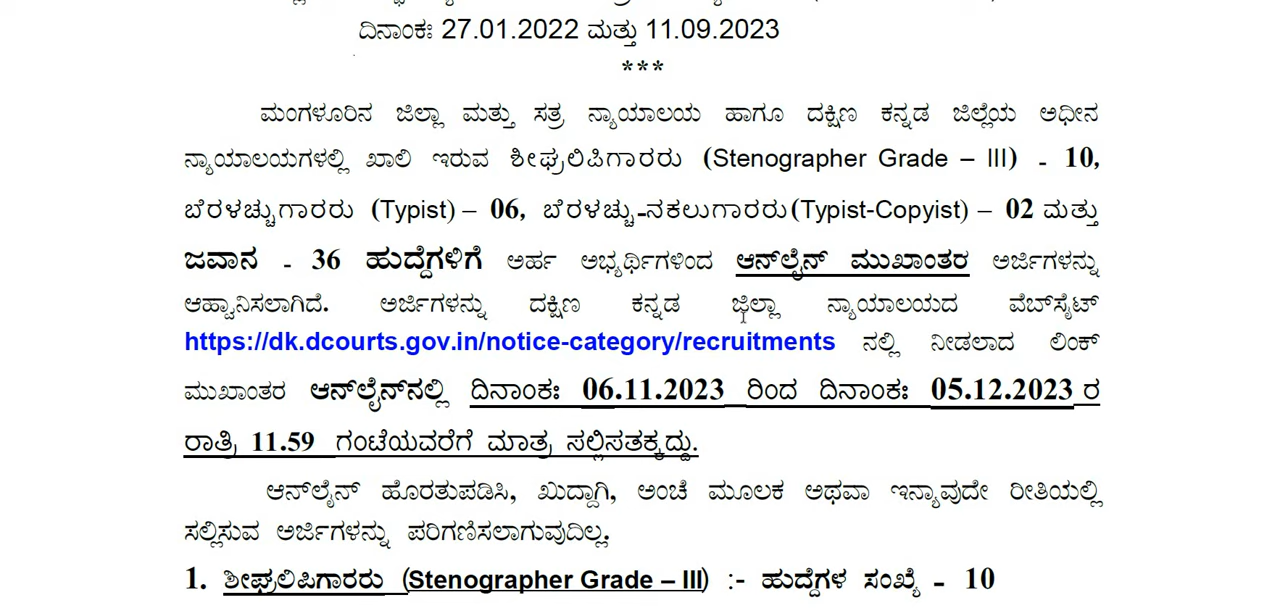 ದಿನಾಂಕಃ 27.01.2022 ಮತ್ತು 11.09.2023
***
ಮಂಗಳೂರಿನ ಜಿಲ್ಲಾ ಮತ್ತು ಸತ್ರ ನ್ಯಾಯಾಲಯ ಹಾಗೂ ದಕ್ಷಿಣ ಕನ್ನಡ ಜಿಲ್ಲೆಯ ಅಧೀನ
ನ್ಯಾಯಾಲಯಗಳಲ್ಲಿ ಖಾಲಿ ಇರುವ ಶೀಘ್ರಲಿಪಿಗಾರರು (Stenographer Grade – III) - 10,
ಬೆರಳಚ್ಚುಗಾರರು (Typist) – 06, ಬೆರಳಚ್ಚು-ನಕಲುಗಾರರು(Typist-Copyist) – 02 ಮತ್ತು
ಜವಾನ - 36 ಹುದ್ದೆಗಳಿಗೆ ಅರ್ಹ ಅಭ್ಯರ್ಥಿಗಳಿಂದ ಆನ್‌ಲೈನ್ ಮುಖಾಂತರ ಅರ್ಜಿಗಳನ್ನು
ಆಹ್ವಾನಿಸಲಾಗಿದೆ. ಅರ್ಜಿಗಳನ್ನು ದಕ್ಷಿಣ ಕನ್ನಡ ಜಿಲ್ಲಾ ನ್ಯಾಯಾಲಯದ ವೆಬ್‌ಸೈಟ್
https://dk.dcourts.gov.in/notice-category/recruitments ನಲ್ಲಿ ನೀಡಲಾದ ಲಿಂಕ್
ಮುಖಾಂತರ ಆನ್‌ಲೈನ್‌ನಲ್ಲಿ ದಿನಾಂಕಃ 06.11.2023 ರಿಂದ ದಿನಾಂಕಃ 05.12.2023 ರ
ರಾತ್ರಿ 11.59 ಗಂಟೆಯವರೆಗೆ ಮಾತ್ರ ಸಲ್ಲಿಸತಕ್ಕದ್ದು.
ಆನ್‌ಲೈನ್ ಹೊರತುಪಡಿಸಿ, ಖುದ್ದಾಗಿ, ಅಂಚೆ ಮೂಲಕ ಅಥವಾ ಇನ್ಯಾವುದೇ ರೀತಿಯಲ್ಲಿ
ಸಲ್ಲಿಸುವ ಅರ್ಜಿಗಳನ್ನು ಪರಿಗಣಿಸಲಾಗುವುದಿಲ್ಲ.
1. ಶೀಘ್ರಲಿಪಿಗಾರರು (Stenographer Grade – III) :- ಹುದ್ದೆಗಳ ಸಂಖ್ಯೆ - 10